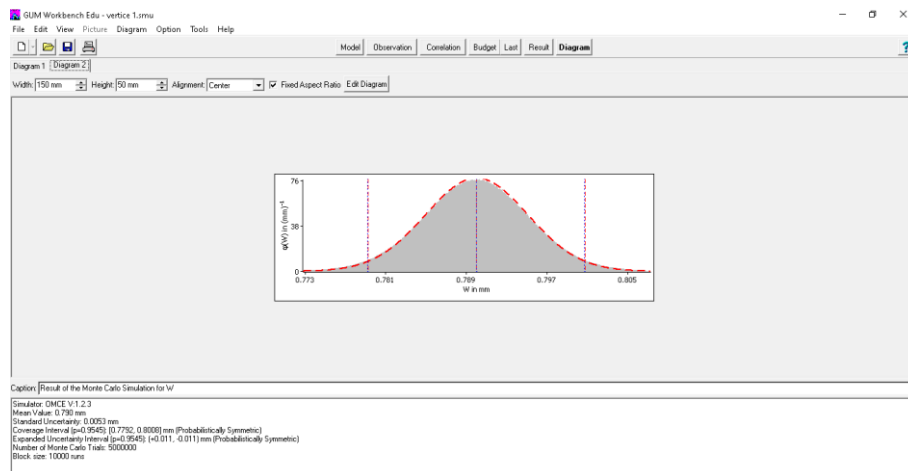 GUM Workbench Edu - vertice 1.smu
File Edit View Picture Diagram Option Tools Help
Model Observation Correlation Budget Last Result Diagram ?
Diagram 1 Diagram 2
Width: 150 mm Height: 50 mm Alignment: Center Fixed Aspect Ratio Edit Diagram
76
38
0
q(W) in (mm)⁻¹
0.773 0.781 0.789 0.797 0.805
W in mm
Caption: Result of the Monte Carlo Simulation for W
Simulator: OMCE V:1.2.3
Mean Value: 0.790 mm
Standard Uncertainty: 0.0053 mm
Coverage Interval (p=0.9545): [0.7792, 0.8008] mm (Probabilistically Symmetric)
Expanded Uncertainty Interval (p=0.9545): (+0.011, -0.011) mm (Probabilistically Symmetric)
Number of Monte Carlo Trials: 5000000
Block size: 10000 runs